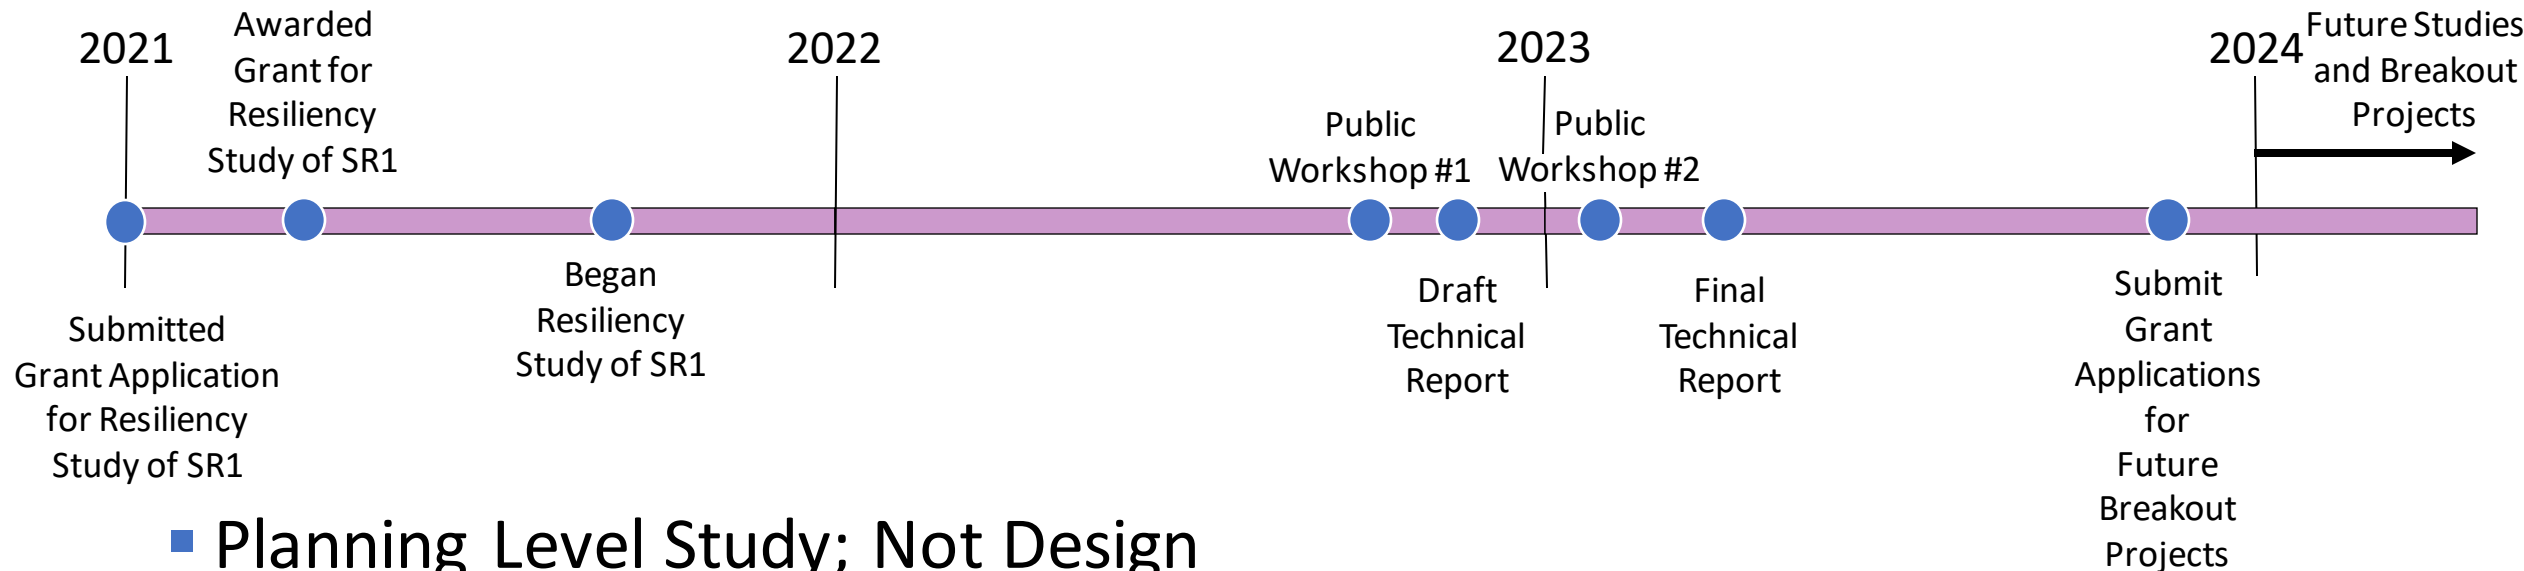 2021
Awarded
Grant for
Resiliency
Study of SR1
2022
2023
2024
Future Studies
and Breakout
Projects
Public
Workshop #1
Public
Workshop #2
Submitted
Grant Application
for Resiliency
Study of SR1
Began
Resiliency
Study of SR1
Draft
Technical
Report
Final
Technical
Report
Submit
Grant
Applications
for
Future
Breakout
Projects
Planning Level Study; Not Design